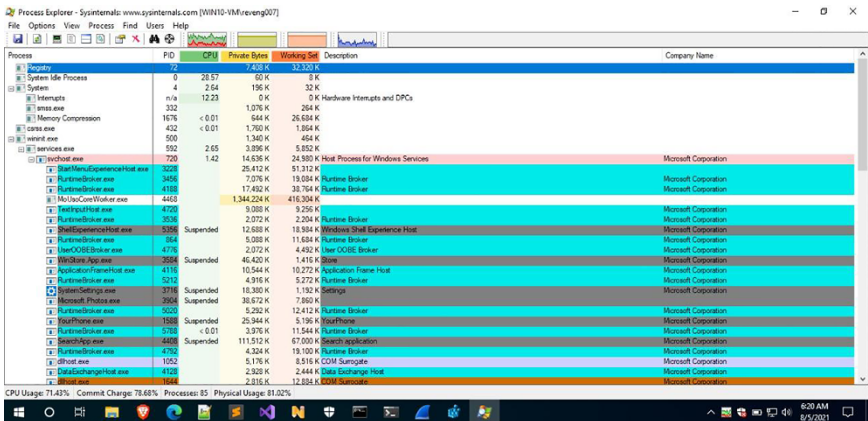 Process Explorer - Sysinternals: www.sysinternals.com [WIN10-VM\reveng007]
File Options View Process Find Users Help
Process PID CPU Private Bytes Working Set Description Company Name
Registry 72 7,408 K 32,320 K
System Idle Process 0 28.57 60 K 8 K
System 4 2.64 196 K 32 K
Interrupts n/a 12.23 0 K 0 K Hardware Interrupts and DPCs
smss.exe 332 1,076 K 264 K
Memory Compression 1676 < 0.01 644 K 26,684 K
csrss.exe 432 < 0.01 1,760 K 1,864 K
wininit.exe 500 1,340 K 464 K
services.exe 592 2.65 3,896 K 5,852 K
svchost.exe 720 1.42 14,636 K 24,980 K Host Process for Windows Services Microsoft Corporation
StartMenuExperienceHost.exe 3228 25,412 K 51,312 K
RuntimeBroker.exe 3456 7,076 K 19,084 K Runtime Broker Microsoft Corporation
RuntimeBroker.exe 4188 17,492 K 38,764 K Runtime Broker Microsoft Corporation
MoUsoCoreWorker.exe 4468 1,344,224 K 416,304 K
TextInputHost.exe 4720 9,088 K 9,256 K Microsoft Corporation
RuntimeBroker.exe 3536 2,072 K 2,204 K Runtime Broker Microsoft Corporation
ShellExperienceHost.exe 5356 Suspended 12,688 K 18,984 K Windows Shell Experience Host Microsoft Corporation
RuntimeBroker.exe 864 5,088 K 11,684 K Runtime Broker Microsoft Corporation
UserOOBEBroker.exe 4776 2,072 K 4,492 K User OOBE Broker Microsoft Corporation
WinStore.App.exe 3584 Suspended 46,420 K 1,416 K Store Microsoft Corporation
ApplicationFrameHost.exe 4116 10,544 K 10,272 K Application Frame Host Microsoft Corporation
RuntimeBroker.exe 5212 4,916 K 5,272 K Runtime Broker Microsoft Corporation
SystemSettings.exe 3716 Suspended 18,380 K 1,192 K Settings Microsoft Corporation
Microsoft.Photos.exe 3904 Suspended 38,672 K 7,860 K
RuntimeBroker.exe 5020 5,292 K 12,412 K Runtime Broker Microsoft Corporation
YourPhone.exe 1588 Suspended 25,944 K 5,196 K YourPhone Microsoft Corporation
RuntimeBroker.exe 5788 < 0.01 3,976 K 11,544 K Runtime Broker Microsoft Corporation
SearchApp.exe 4408 Suspended 111,512 K 67,000 K Search application Microsoft Corporation
RuntimeBroker.exe 4792 4,324 K 19,100 K Runtime Broker Microsoft Corporation
dllhost.exe 1052 5,176 K 8,516 K COM Surrogate Microsoft Corporation
DataExchangeHost.exe 4128 2,928 K 2,444 K Data Exchange Host Microsoft Corporation
dllhost.exe 1644 2,816 K 12,884 K COM Surrogate Microsoft Corporation
CPU Usage: 71.43% Commit Charge: 78.68% Processes: 85 Physical Usage: 81.02%
6:20 AM
8/5/2021